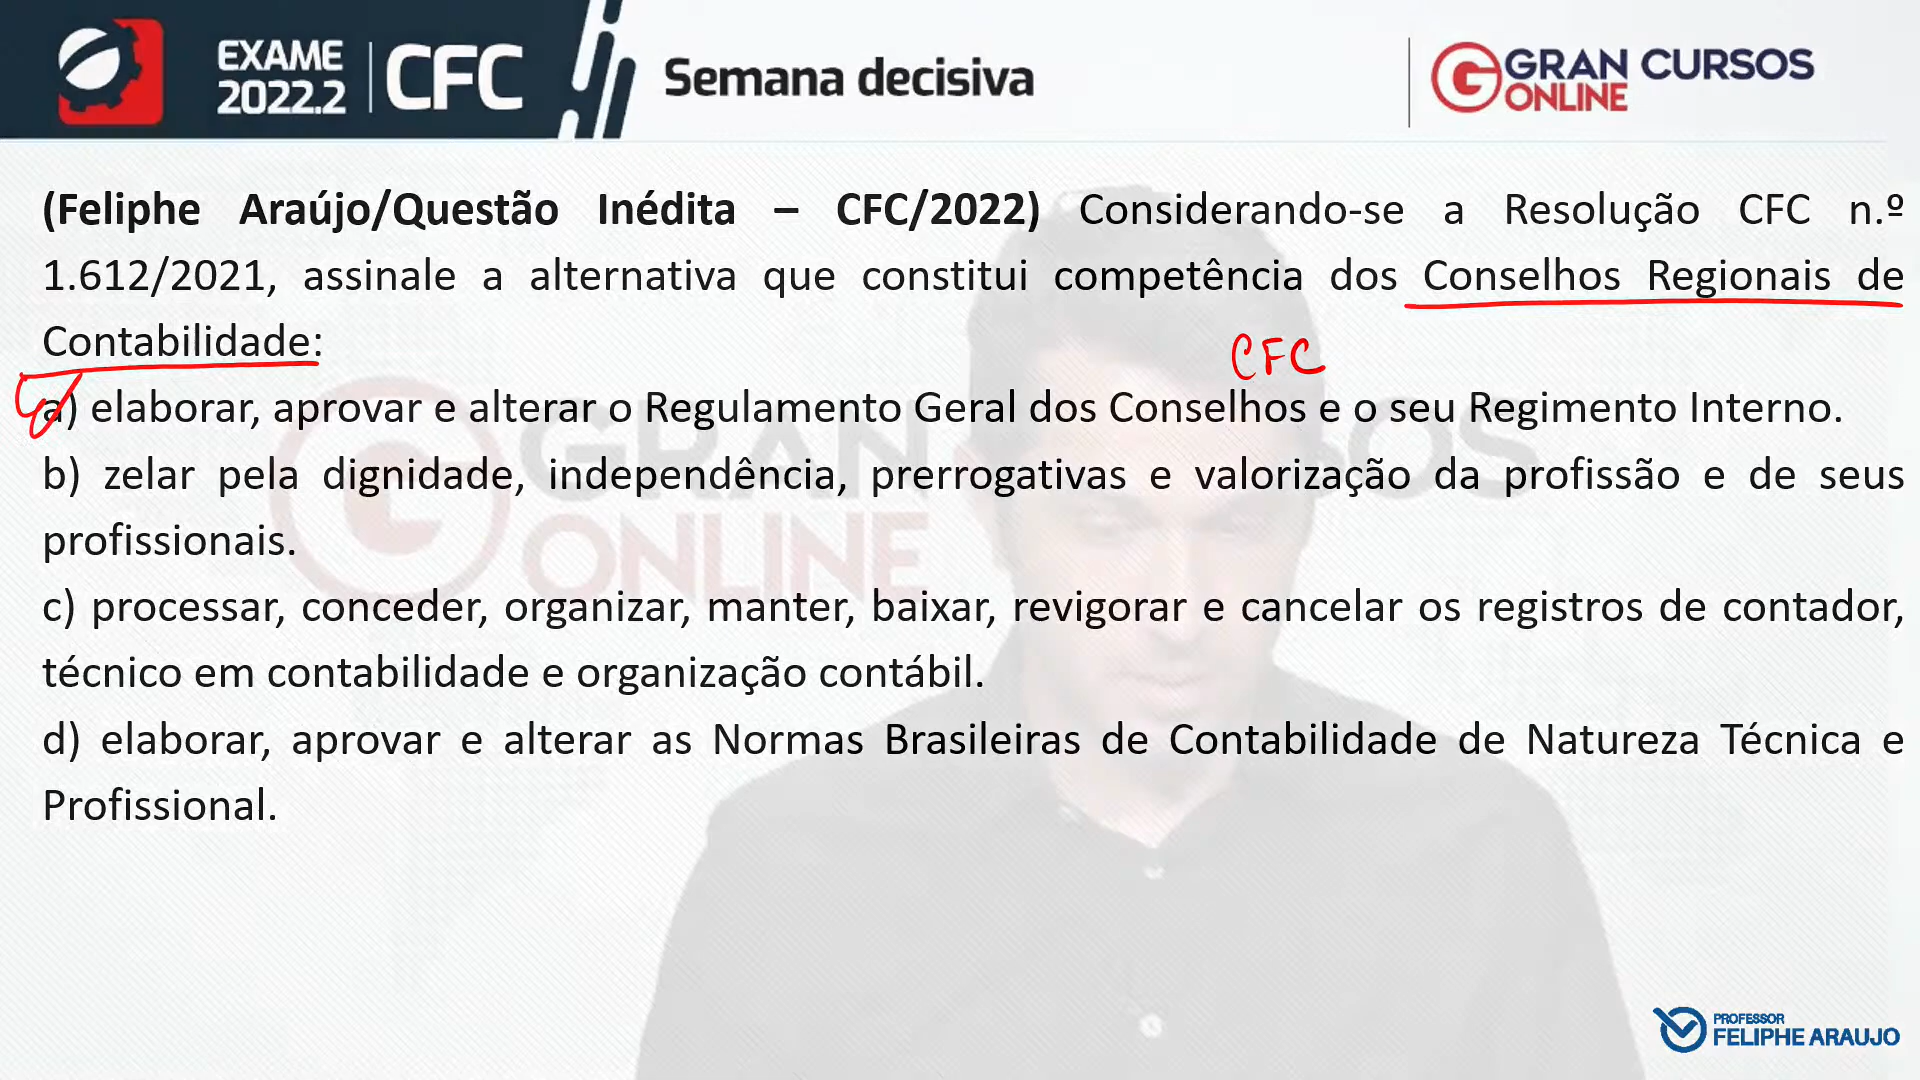 EXAME
2022.2
CFC
Semana decisiva
GRAN CURSOS
ONLINE
(Feliphe Araújo/Questão Inédita – CFC/2022) Considerando-se a Resolução CFC n.º
1.612/2021, assinale a alternativa que constitui competência dos Conselhos Regionais de
Contabilidade:
CFC
a) elaborar, aprovar e alterar o Regulamento Geral dos Conselhos e o seu Regimento Interno.
b) zelar pela dignidade, independência, prerrogativas e valorização da profissão e de seus
profissionais.
c) processar, conceder, organizar, manter, baixar, revigorar e cancelar os registros de contador,
técnico em contabilidade e organização contábil.
d) elaborar, aprovar e alterar as Normas Brasileiras de Contabilidade de Natureza Técnica e
Profissional.
GRAN CURSOS
ONLINE
PROFESSOR
FELIPHE ARAUJO